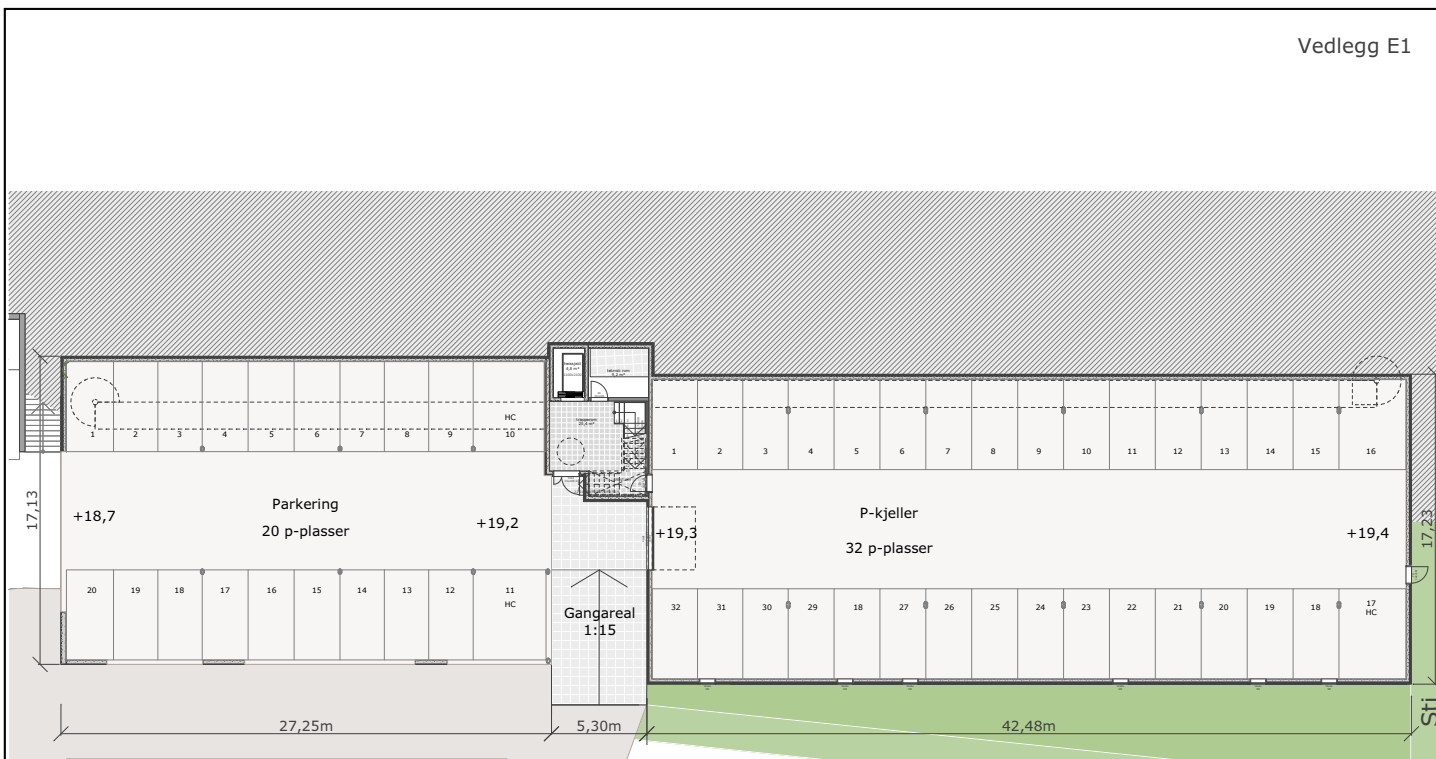 Vedlegg E1
HC
1 2 3 4 5 6 7 8 9 10
1 2 3 4 5 6 7 8 9 10 11 12 13 14 15 16
Parkering
20 p-plasser
+18,7
+19,2
P-kjeller
32 p-plasser
+19,3
+19,4
17,13
17,23
20 19 18 17 16 15 14 13 12 11
HC
32 31 30 29 18 27 26 25 24 23 22 21 20 19 18 17
HC
Gangareal
1:15
Sti
27,25m
5,30m
42,48m